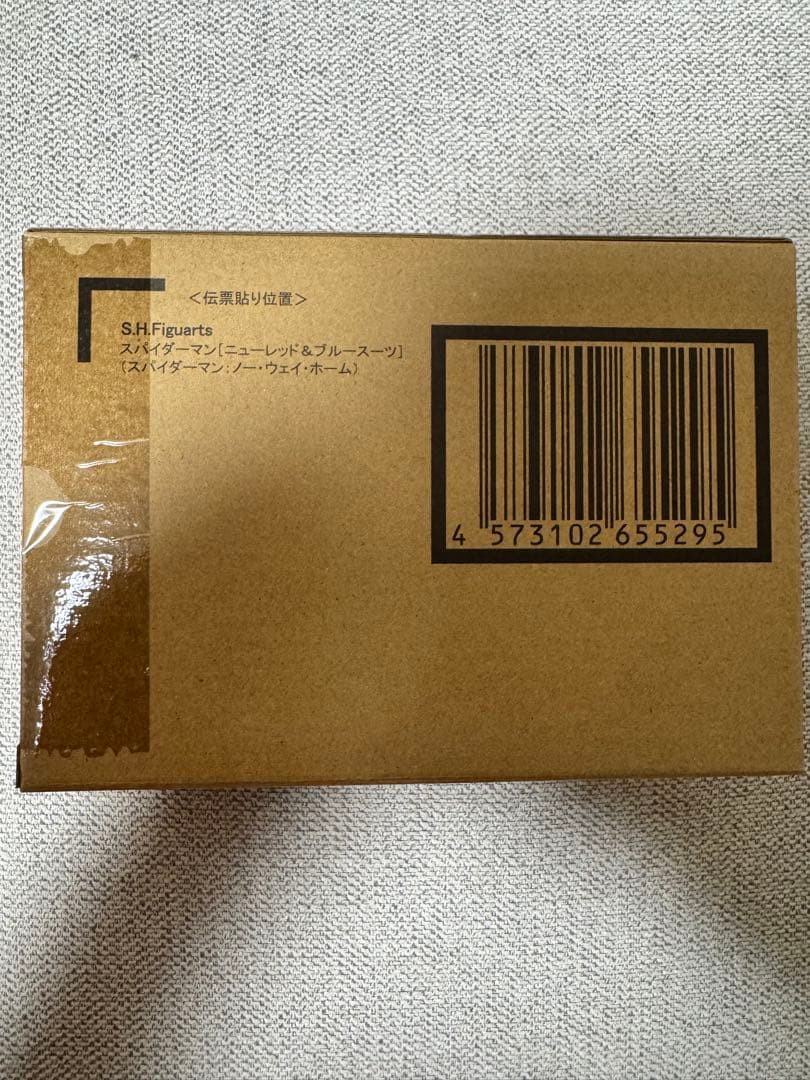 ＜伝票貼り位置＞
S.H.Figuarts
スパイダーマン[ニューレッド＆ブルースーツ]
（スパイダーマン：ノー・ウェイ・ホーム）
4 573102 655295